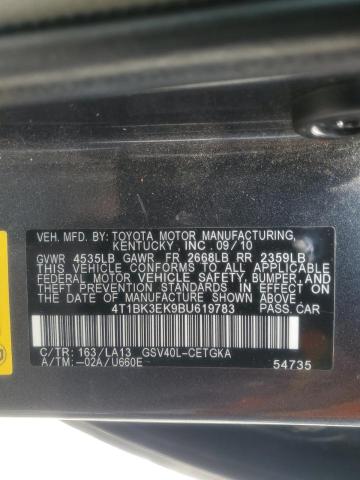 VEH. MFD. BY: TOYOTA MOTOR MANUFACTURING,
KENTUCKY, INC. 09/10
GVWR 4535LB GAWR FR 2668LB RR 2359LB
THIS VEHICLE CONFORMS TO ALL APPLICABLE
FEDERAL MOTOR VEHICLE SAFETY, BUMPER, AND
THEFT PREVENTION STANDARDS IN EFFECT ON THE
DATE OF MANUFACTURE SHOWN ABOVE.
4T1BK3EK9BU619783 PASS. CAR
C/TR: 163/LA13 GSV40L-CETGKA
A/TM: -02A/U660E 54735